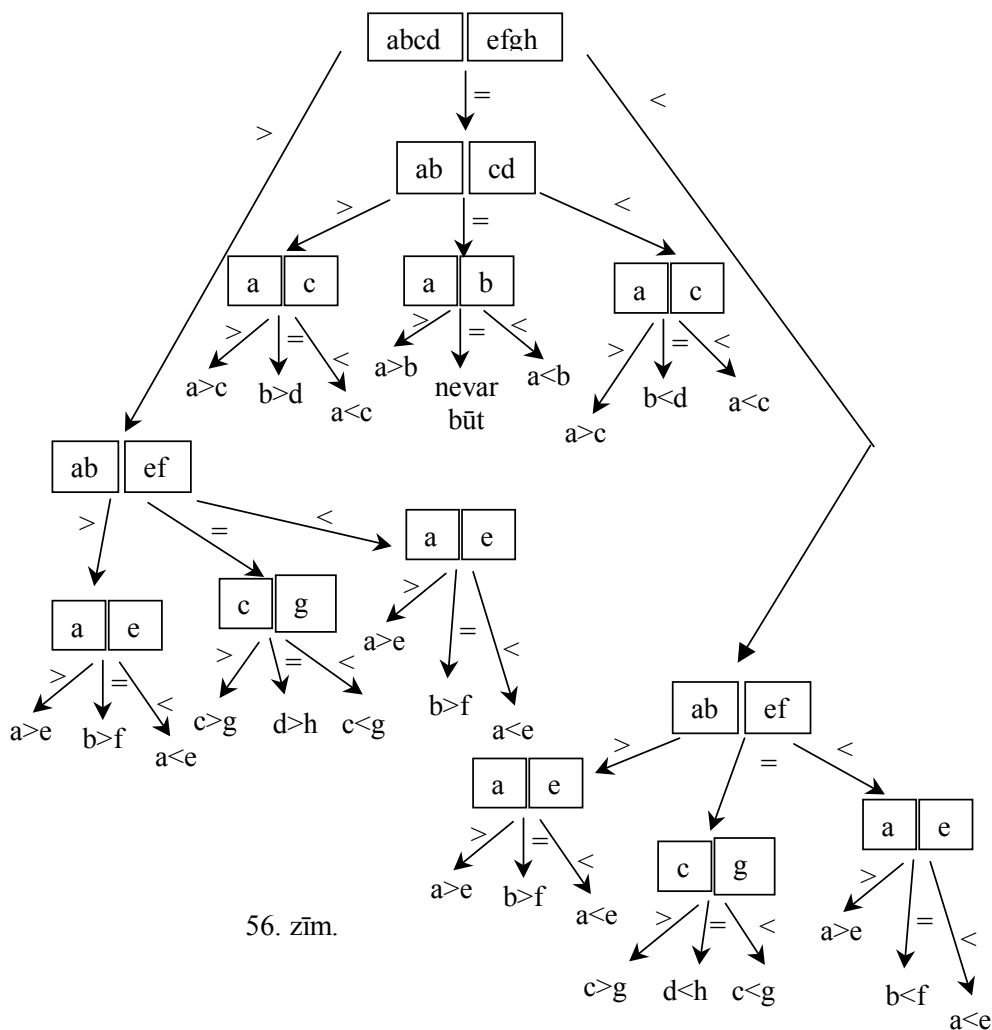 abcd efgh
=
<
>
ab cd
> = <
a c
a b
a c
> = <
> = <
> = <
a>c b>d a<c
a>b nevar būt a<b
a>c b<d a<c
ab ef
> = <
a e
c g
a e
> = <
> = <
> = <
a>e b>f a<e
c>g d>h c<g
a>e b>f a<e
ab ef
> = <
a e
c g
a e
> = <
> = <
> = <
a>e b>f a<e
c>g d<h c<g
a>e b<f a<e
56. zīm.